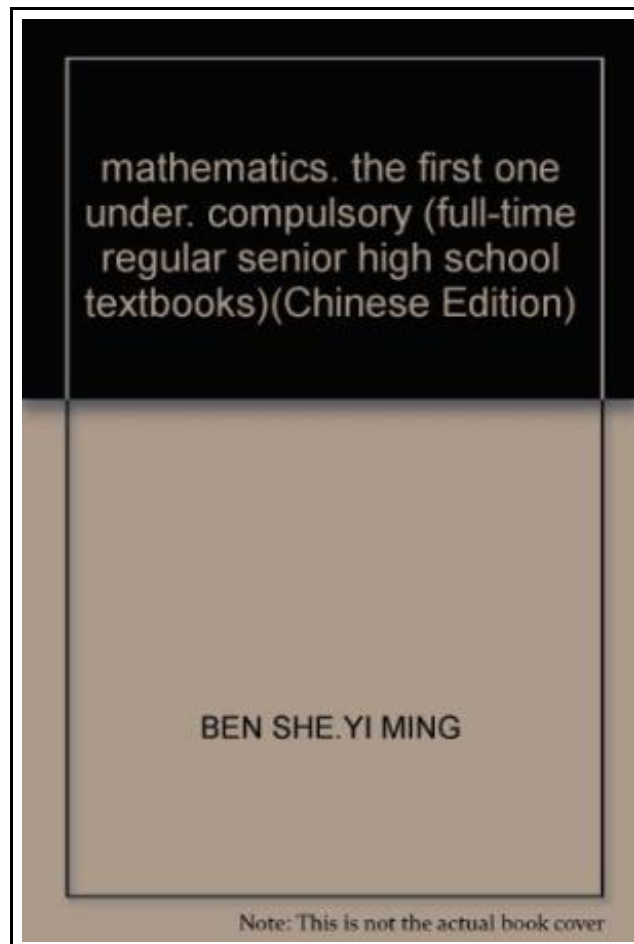 mathematics. the first one
under. compulsory (full-time
regular senior high school
textbooks)(Chinese Edition)
BEN SHE.YI MING
Note: This is not the actual book cover